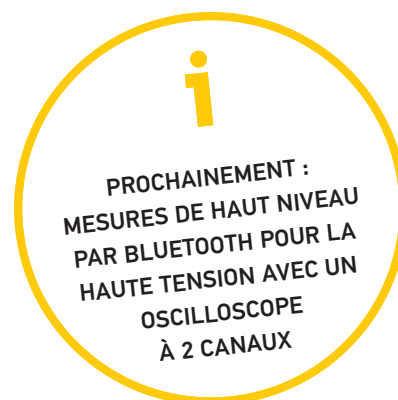 i
PROCHAINEMENT :
MESURES DE HAUT NIVEAU
PAR BLUETOOTH POUR LA
HAUTE TENSION AVEC UN
OSCILLOSCOPE
À 2 CANAUX